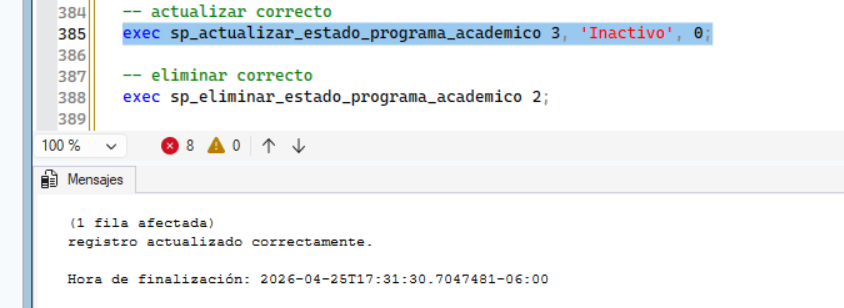 384 -- actualizar correcto
385 exec sp_actualizar_estado_programa_academico 3, 'Inactivo', 0;
386
387 -- eliminar correcto
388 exec sp_eliminar_estado_programa_academico 2;
389
100 % 8 0 ↑ ↓
Mensajes
(1 fila afectada)
registro actualizado correctamente.
Hora de finalización: 2026-04-25T17:31:30.7047481-06:00